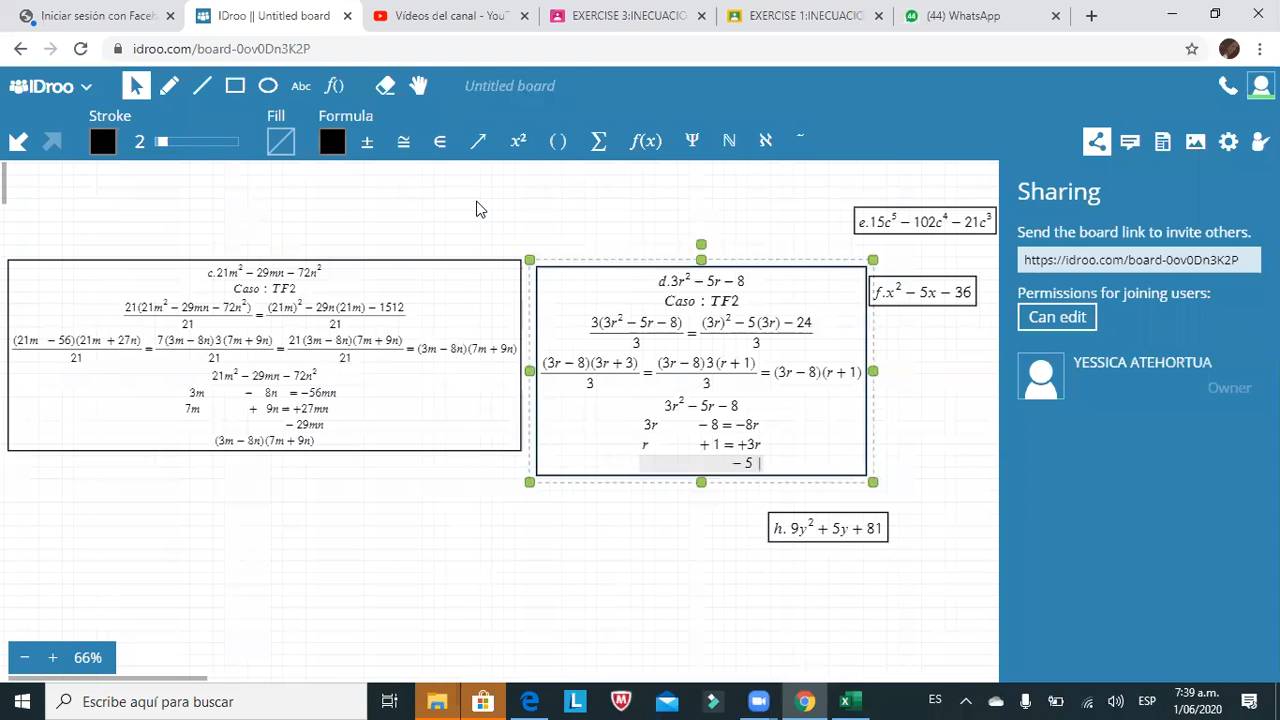 Iniciar sesión con Faceb
IDroo || Untitled board
Vídeos del canal - YouT
EXERCISE 3:INECUACIO
EXERCISE 1:INECUACIO
(44) WhatsApp
idroo.com/board-0ov0Dn3K2P
IDroo
Abc
f()
Untitled board
Stroke
Fill
Formula
2
± ≅ ∈ ↗ x² ( ) ∑ f(x) Ψ ℕ ℵ ~
Sharing
Send the board link to invite others.
https://idroo.com/board-0ov0Dn3K2P
Permissions for joining users:
Can edit
YESSICA ATEHORTUA
Owner
e.15c⁵ − 102c⁴ − 21c³
c.21m² − 29mn − 72n²
Caso : TF2
21(21m² − 29mn − 72n²)/21 = (21m)² − 29n(21m) − 1512/21
(21m − 56)(21m + 27n)/21 = 7(3m − 8n)3(7m + 9n)/21 = 21(3m − 8n)(7m + 9n)/21 = (3m − 8n)(7m + 9n)
21m² − 29mn − 72n²
3m − 8n = −56mn
7m + 9n = +27mn
− 29mn
(3m − 8n)(7m + 9n)
d.3r² − 5r − 8
Caso : TF2
3(3r² − 5r − 8)/3 = (3r)² − 5(3r) − 24/3
(3r − 8)(3r + 3)/3 = (3r − 8)3(r + 1)/3 = (3r − 8)(r + 1)
3r² − 5r − 8
3r − 8 = −8r
r + 1 = +3r
− 5
f.x² − 5x − 36
h. 9y² + 5y + 81
66%
Escribe aquí para buscar
ES
ESP
7:39 a.m.
1/06/2020